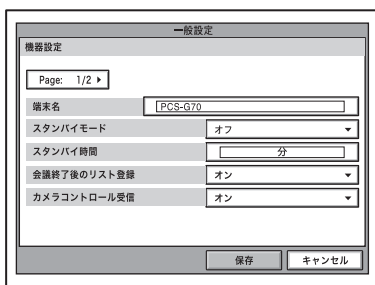 一般設定
機器設定
Page: 1/2
端末名 PCS-G70
スタンバイモード オフ
スタンバイ時間 分
会議終了後のリスト登録 オン
カメラコントロール受信 オン
保存 キャンセル